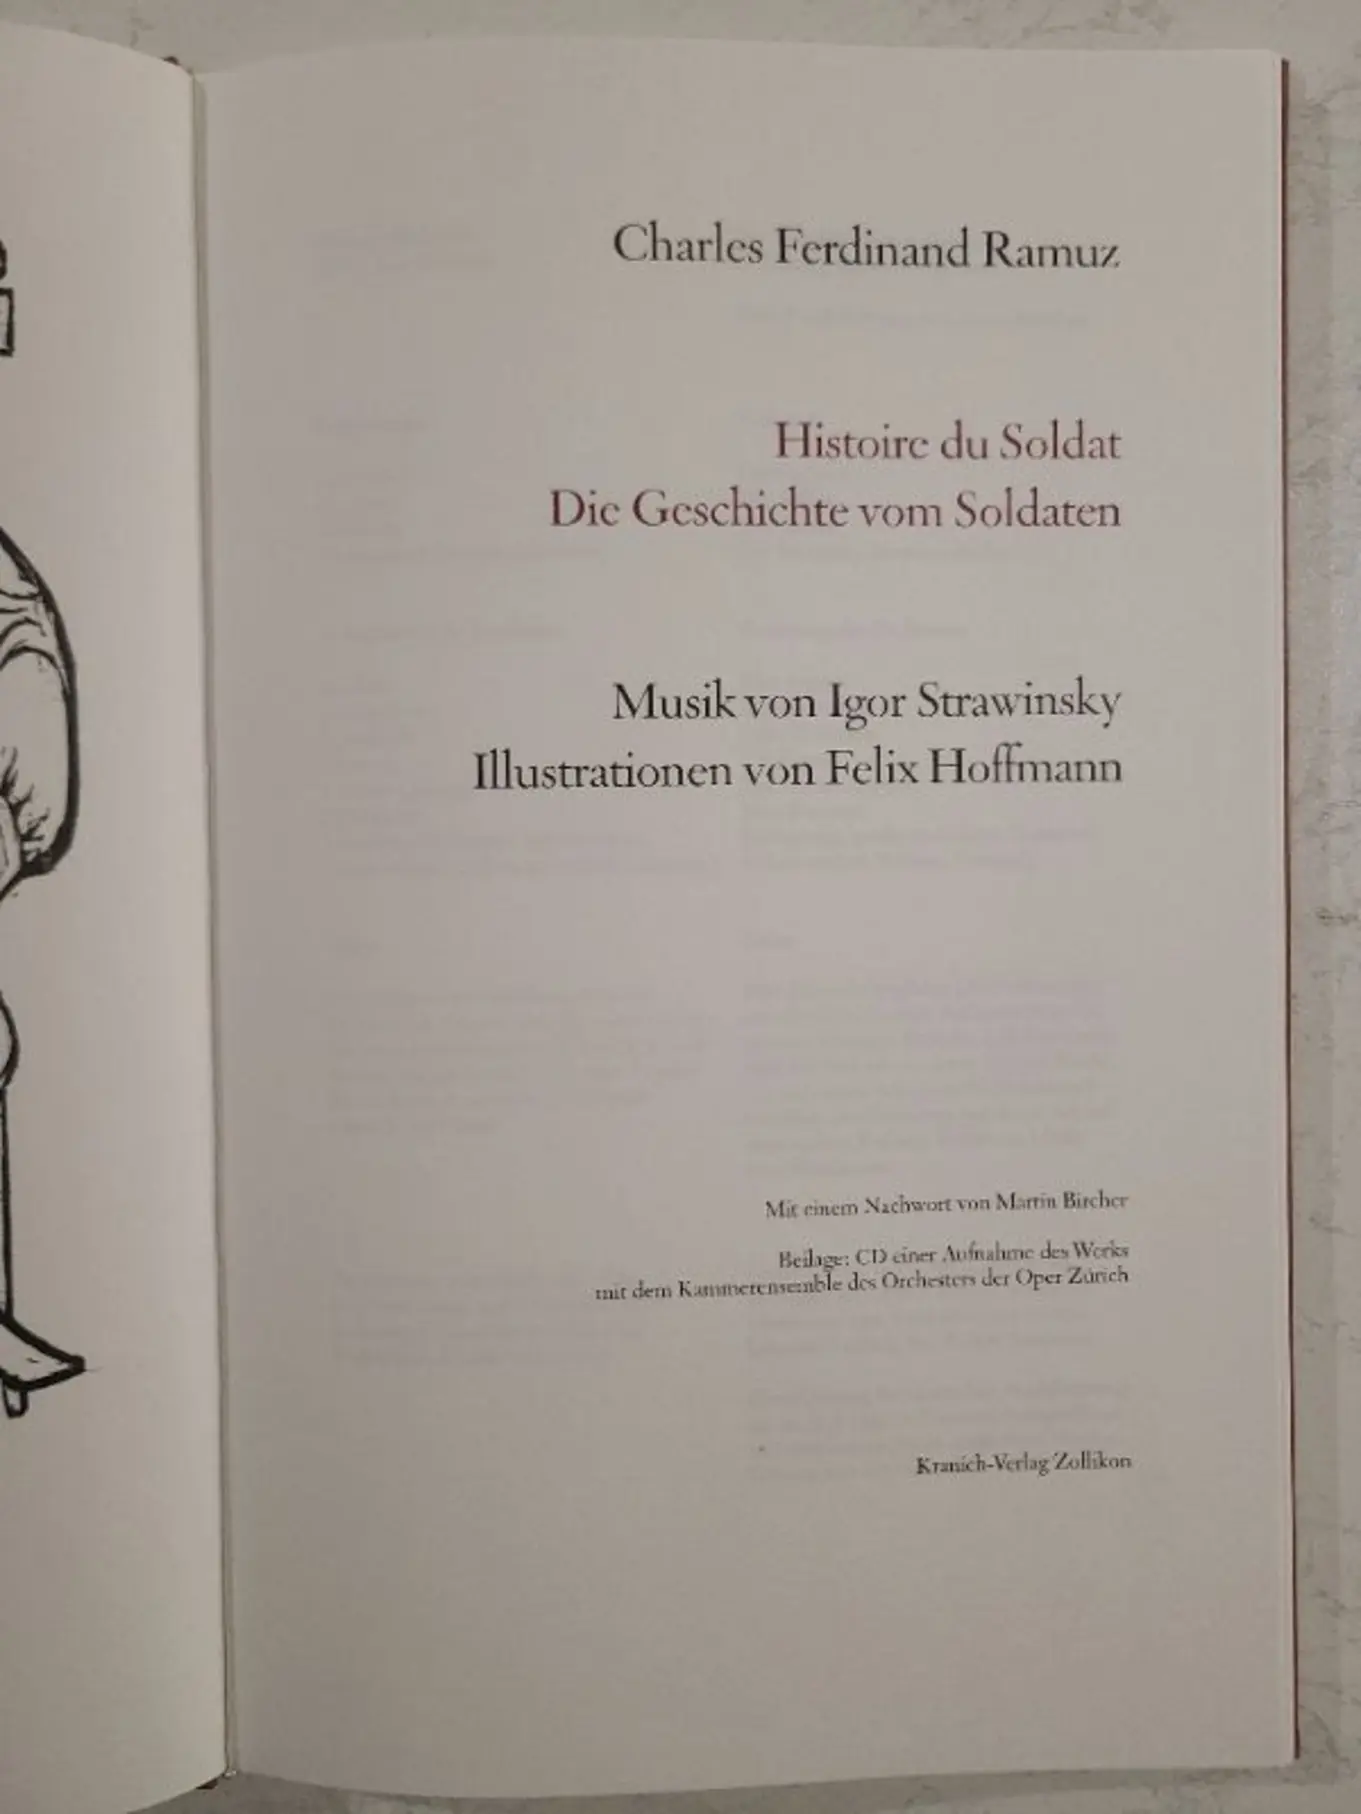 Charles Ferdinand Ramuz
Histoire du Soldat
Die Geschichte vom Soldaten
Musik von Igor Strawinsky
Illustrationen von Felix Hoffmann
Mit einem Nachwort von Martin Bircher
Beilage: CD einer Aufnahme des Werks
mit dem Kammerensemble des Orchesters der Oper Zürich
Kranich-Verlag Zollikon